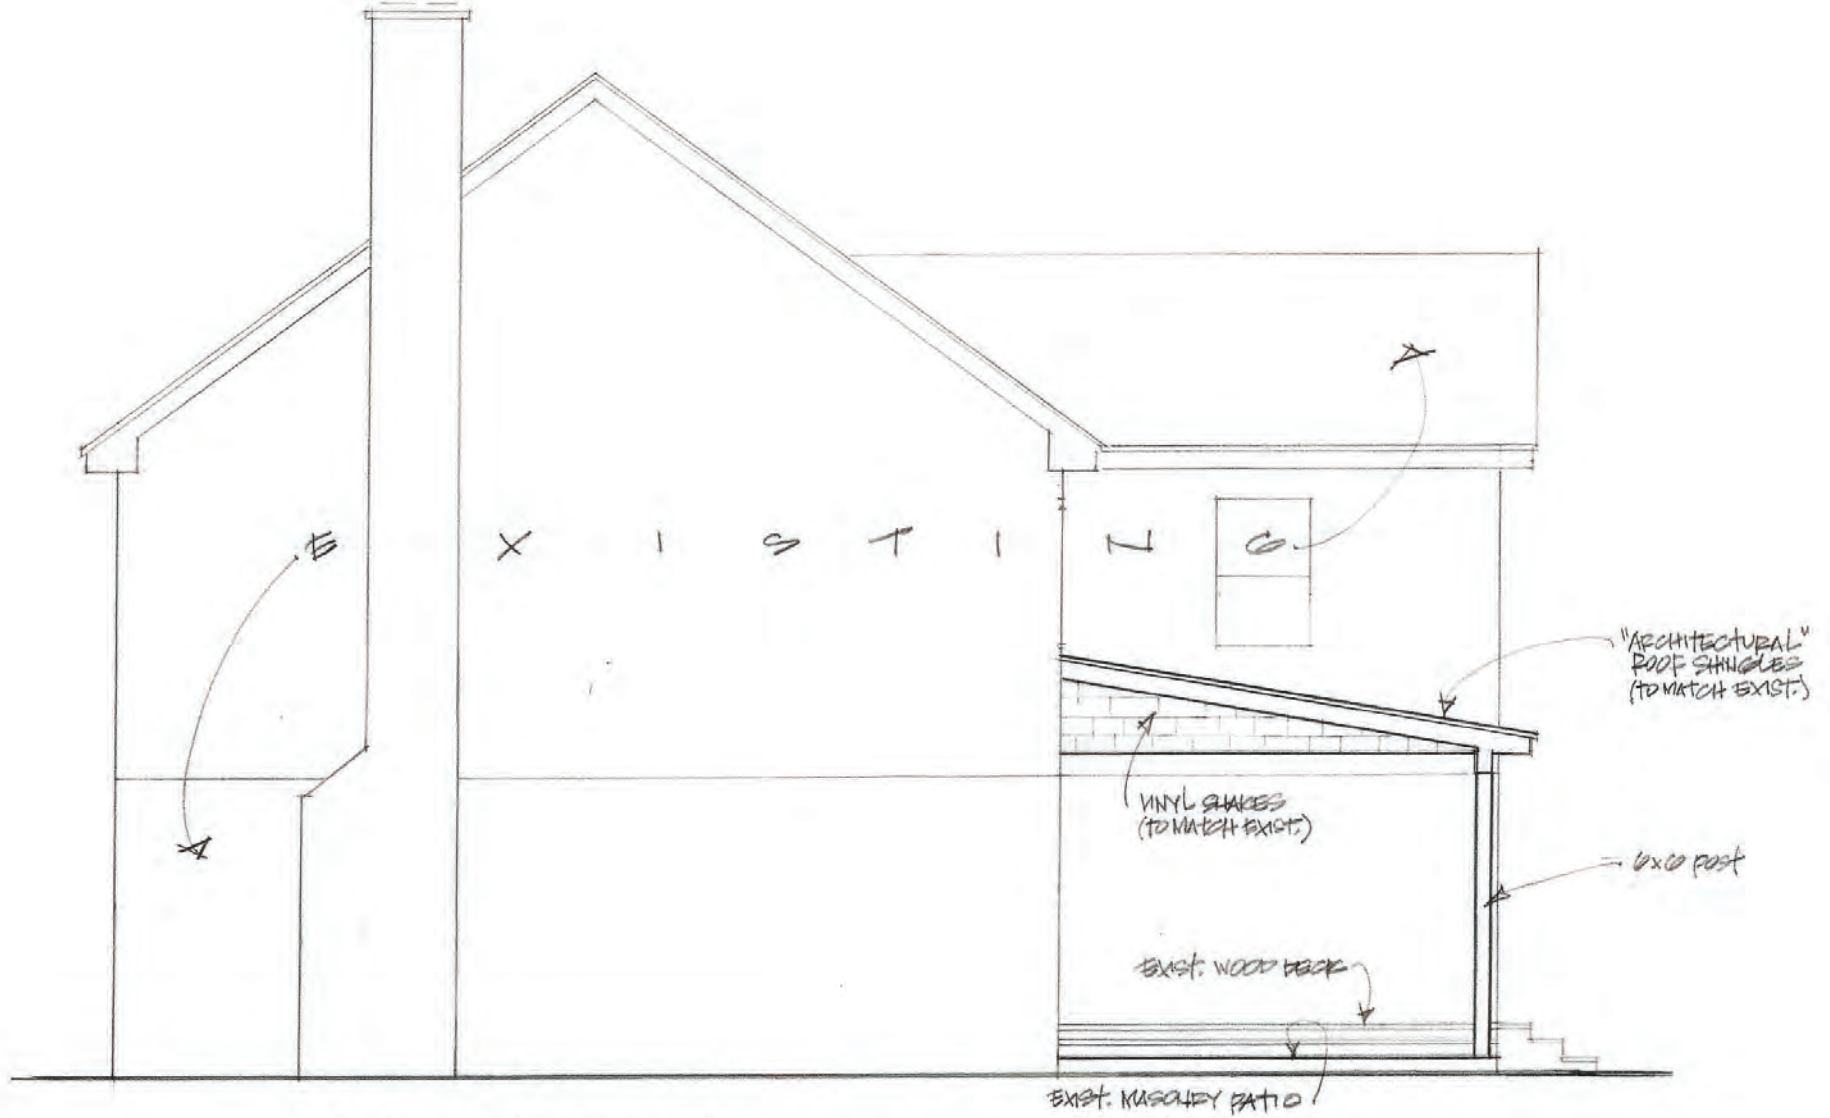 EXISTING
"ARCHITECTURAL"
ROOF SHINGLES
(TO MATCH EXIST.)
VINYL SHAKES
(TO MATCH EXIST.)
6x6 POST
EXIST. WOOD DECK
EXIST. MASONRY PATIO